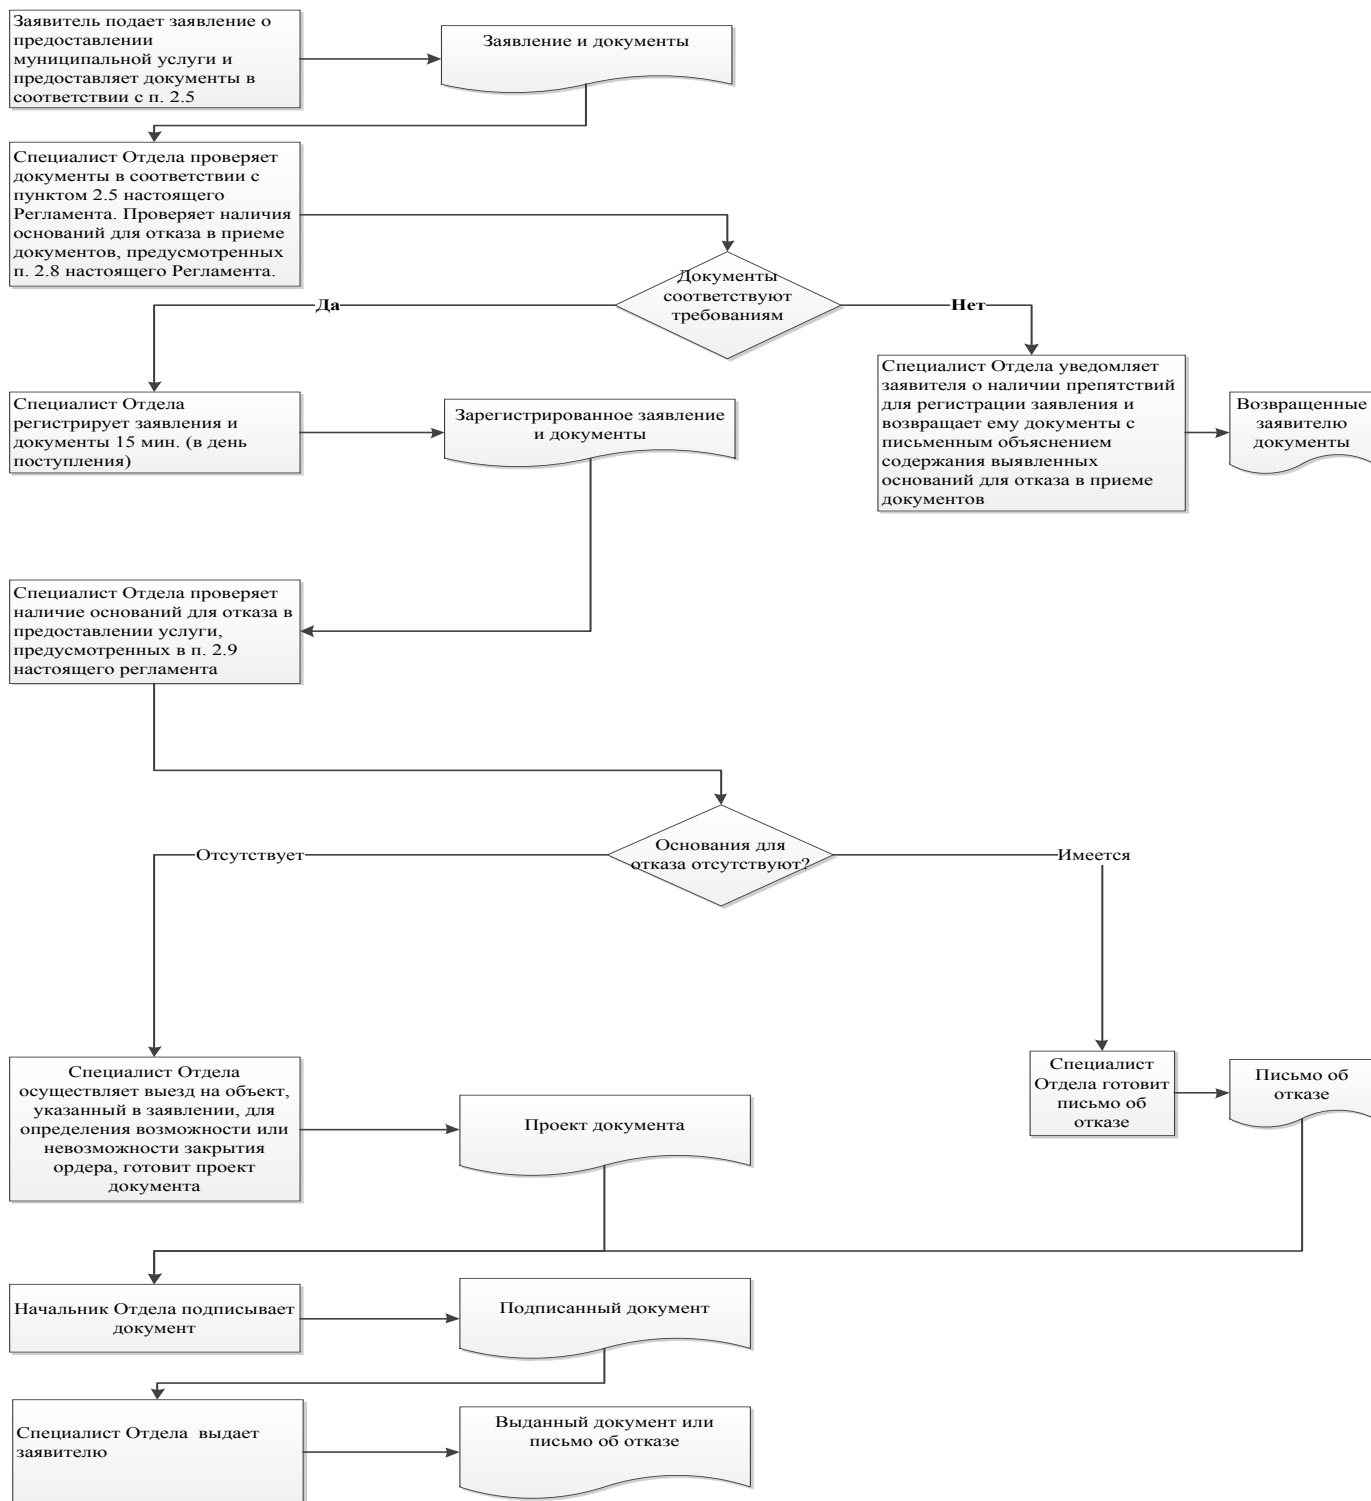 Заявитель подает заявление о
предоставлении
муниципальной услуги и
предоставляет документы в
соответствии с п. 2.5
Заявление и документы
Специалист Отдела проверяет
документы в соответствии с
пунктом 2.5 настоящего
Регламента. Проверяет наличия
оснований для отказа в приеме
документов, предусмотренных
п. 2.8 настоящего Регламента.
Документы
соответствуют
требованиям
Да
Нет
Специалист Отдела
регистрирует заявления и
документы 15 мин. (в день
поступления)
Зарегистрированное заявление
и документы
Специалист Отдела уведомляет
заявителя о наличии препятствий
для регистрации заявления и
возвращает ему документы с
письменным объяснением
содержания выявленных
оснований для отказа в приеме
документов
Возвращенные
заявителю
документы
Специалист Отдела проверяет
наличие оснований для отказа в
предоставлении услуги,
предусмотренных в п. 2.9
настоящего регламента
Основания для
отказа отсутствуют?
Отсутствует
Имеется
Специалист Отдела
осуществляет выезд на объект,
указанный в заявлении, для
определения возможности или
невозможности закрытия
ордера, готовит проект
документа
Проект документа
Специалист
Отдела готовит
письмо об
отказе
Письмо об
отказе
Начальник Отдела подписывает
документ
Подписанный документ
Специалист Отдела  выдает
заявителю
Выданный документ или
письмо об отказе